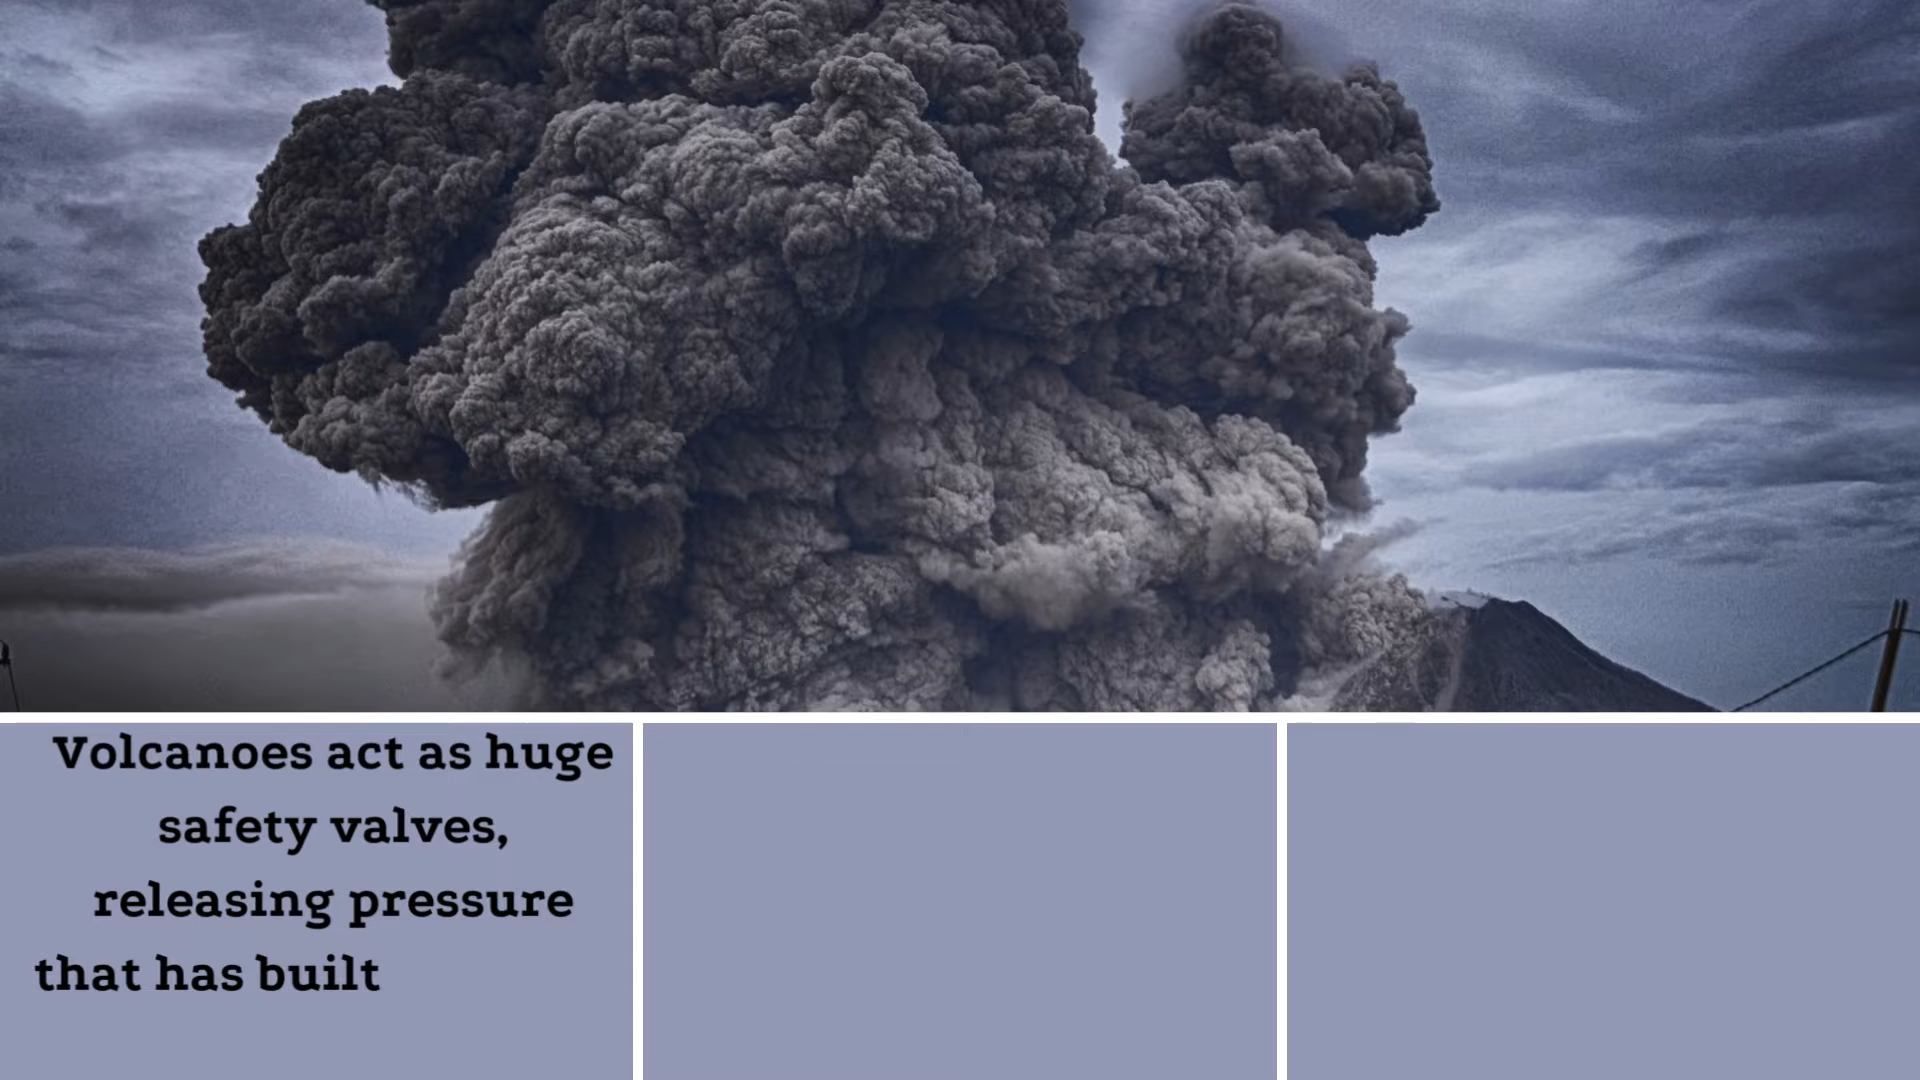 Volcanoes act as huge
safety valves,
releasing pressure
that has built